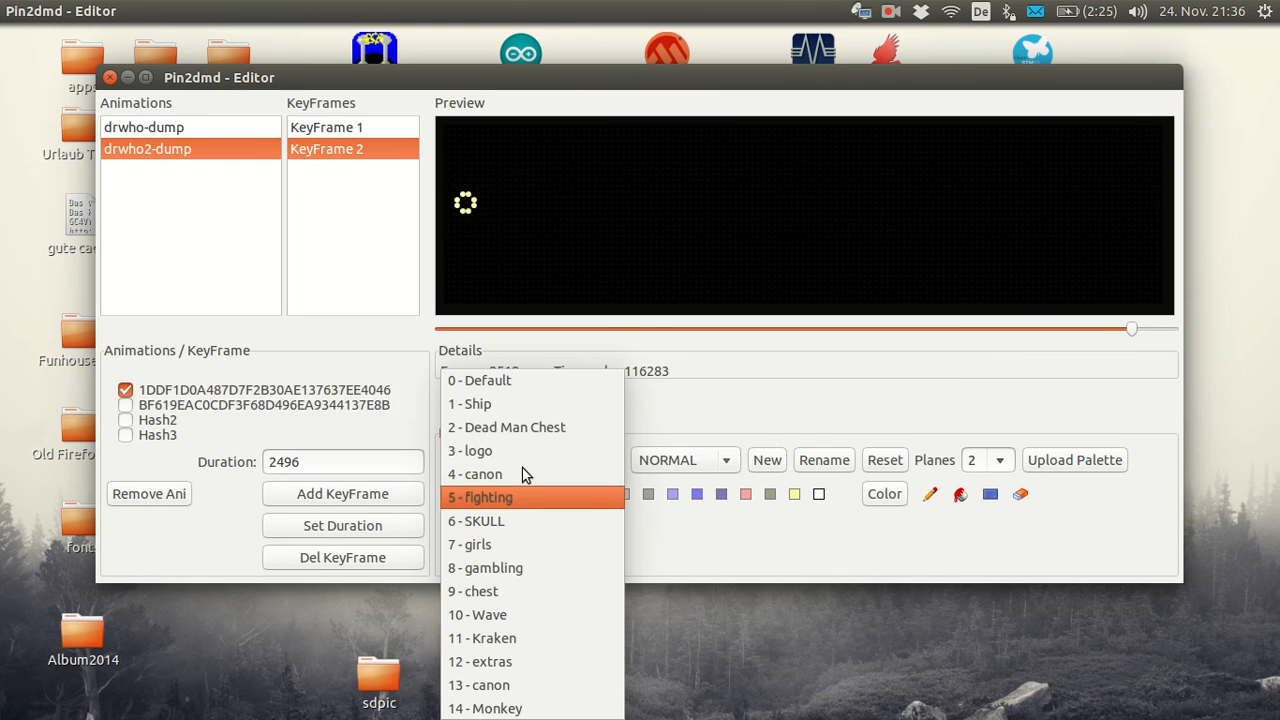 Pin2dmd - Editor
De
(2:25)
24. Nov. 21:36
Pin2dmd - Editor
Animations
KeyFrames
Preview
drwho-dump
KeyFrame 1
drwho2-dump
KeyFrame 2
Animations / KeyFrame
Details
116283
1DDF1D0A487D7F2B30AE137637EE4046
BF619EAC0CDF3F68D496EA9344137E8B
Hash2
Hash3
Duration:
2496
NORMAL
New
Rename
Reset
Planes
2
Upload Palette
Remove Ani
Add KeyFrame
Color
Set Duration
Del KeyFrame
0 - Default
1 - Ship
2 - Dead Man Chest
3 - logo
4 - canon
5 - fighting
6 - SKULL
7 - girls
8 - gambling
9 - chest
10 - Wave
11 - Kraken
12 - extras
13 - canon
14 - Monkey
apps
Urlaub T
gute cac
Funhouse
Old Firefo
fonts
Album2014
sdpic